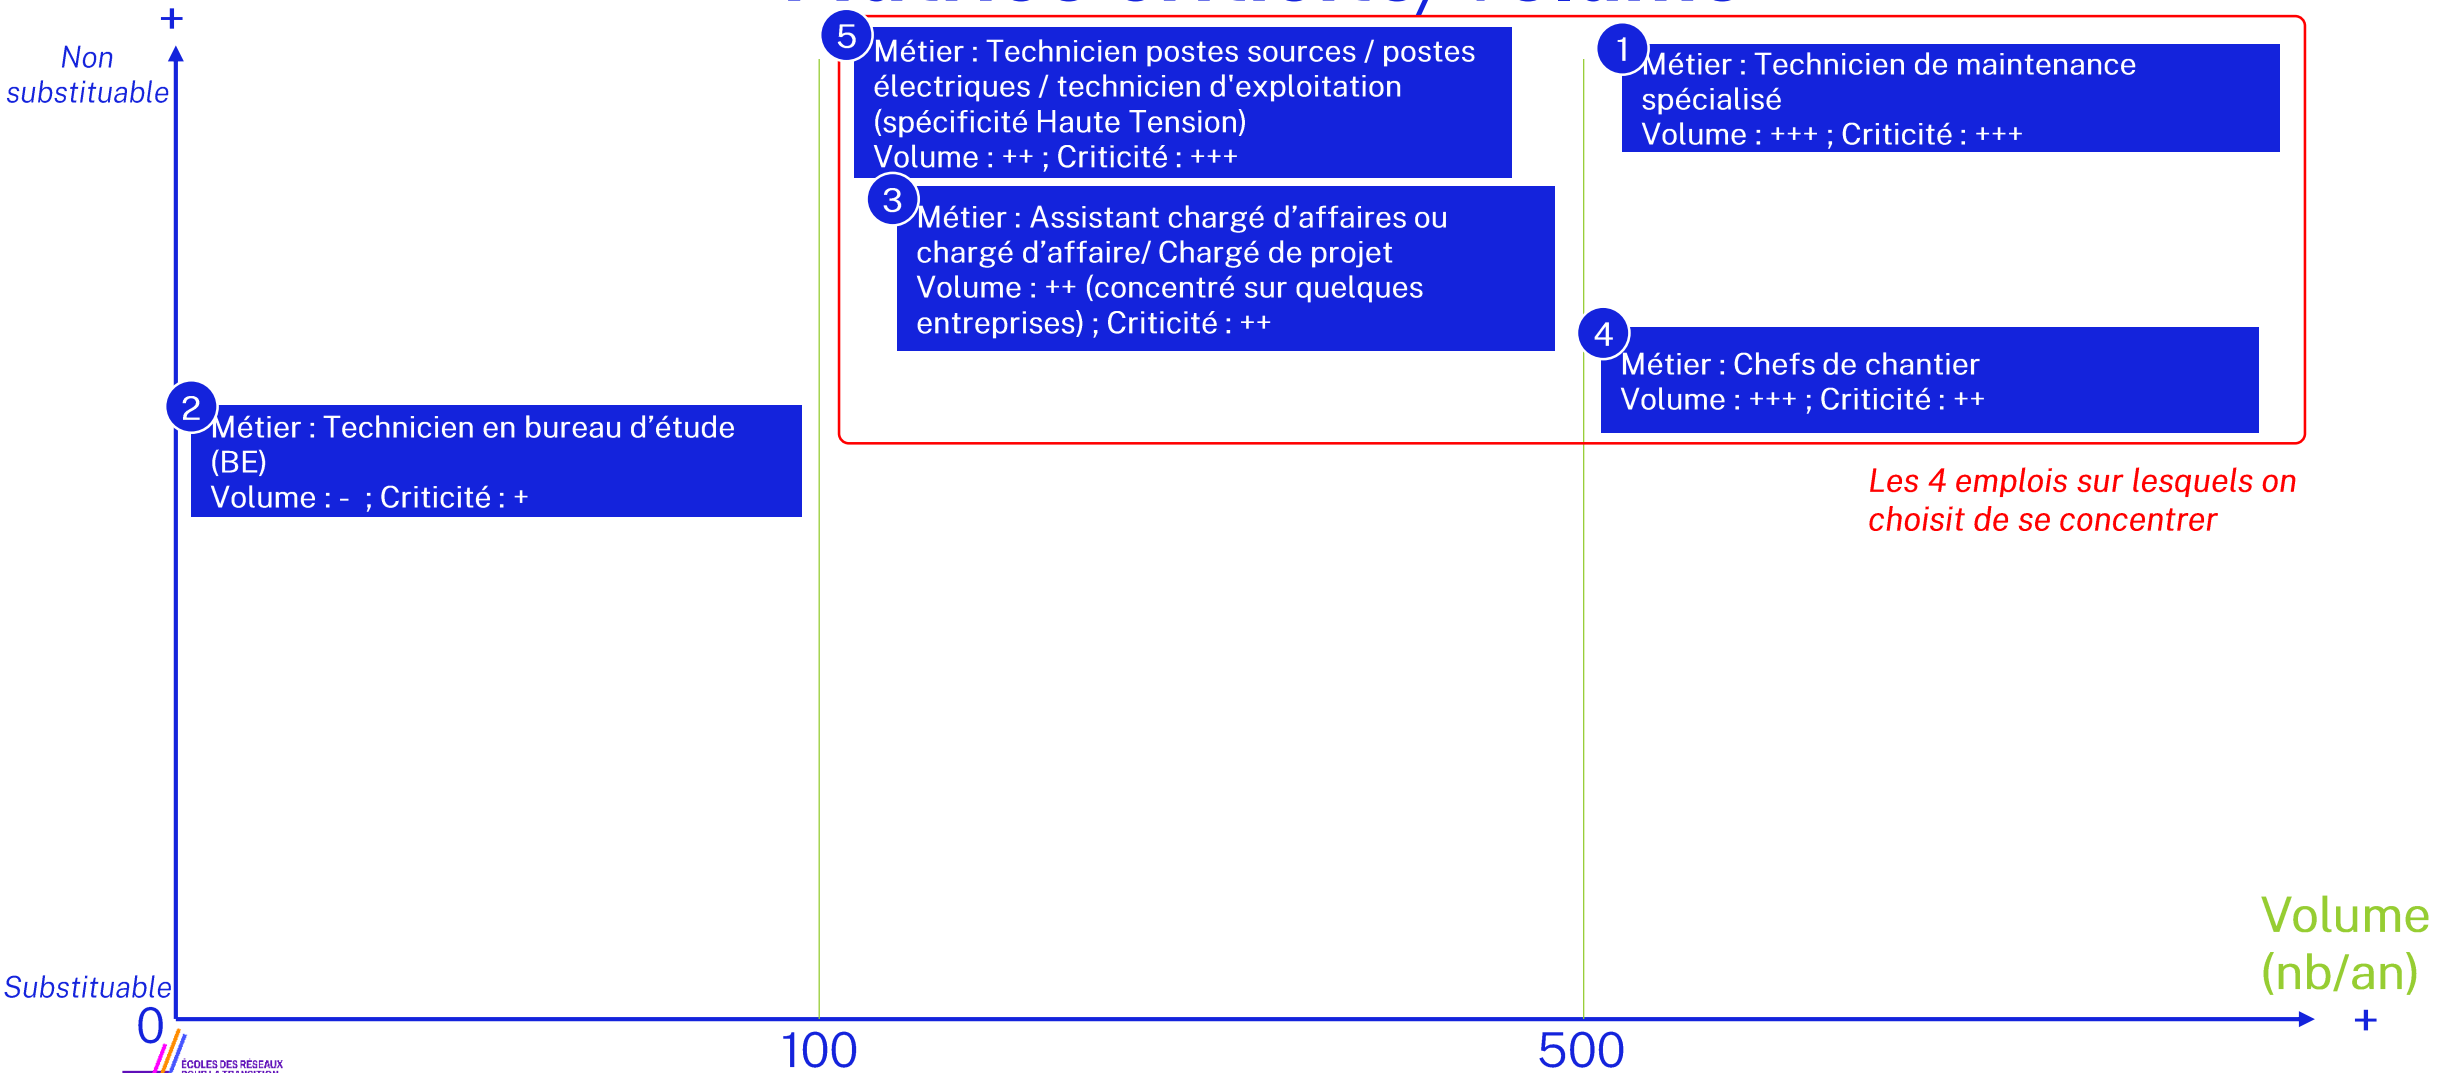 +
Non
substituable
5
Métier : Technicien postes sources / postes
électriques / technicien d'exploitation
(spécificité Haute Tension)
Volume : ++ ; Criticité : +++
1
Métier : Technicien de maintenance
spécialisé
Volume : +++ ; Criticité : +++
3
Métier : Assistant chargé d’affaires ou
chargé d’affaire/ Chargé de projet
Volume : ++ (concentré sur quelques
entreprises) ; Criticité : ++
4
Métier : Chefs de chantier
Volume : +++ ; Criticité : ++
2
Métier : Technicien en bureau d’étude
(BE)
Volume : -  ; Criticité : +
Les 4 emplois sur lesquels on
choisit de se concentrer
Volume
(nb/an)
+
Substituable
0
100
500
ÉCOLES DES RÉSEAUX